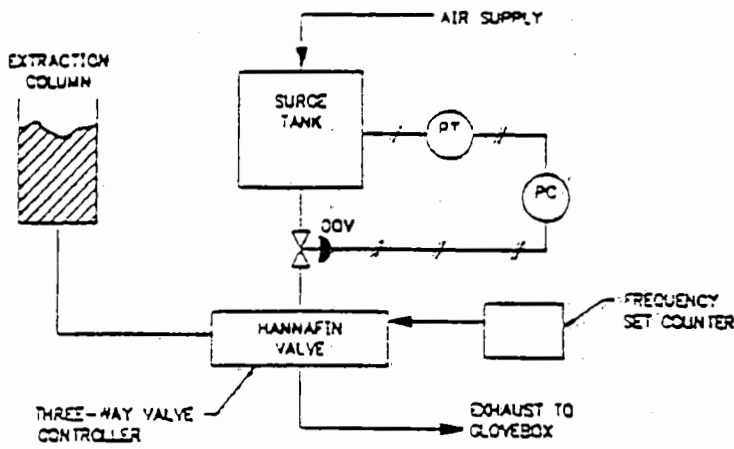 AIR SUPPLY
EXTRACTION
COLUMN
SURGE
TANK
PT
PC
DOV
HANNAFIN
VALVE
FREQUENCY
SET COUNTER
THREE-WAY VALVE
CONTROLLER
EXHAUST TO
GLOVEBOX